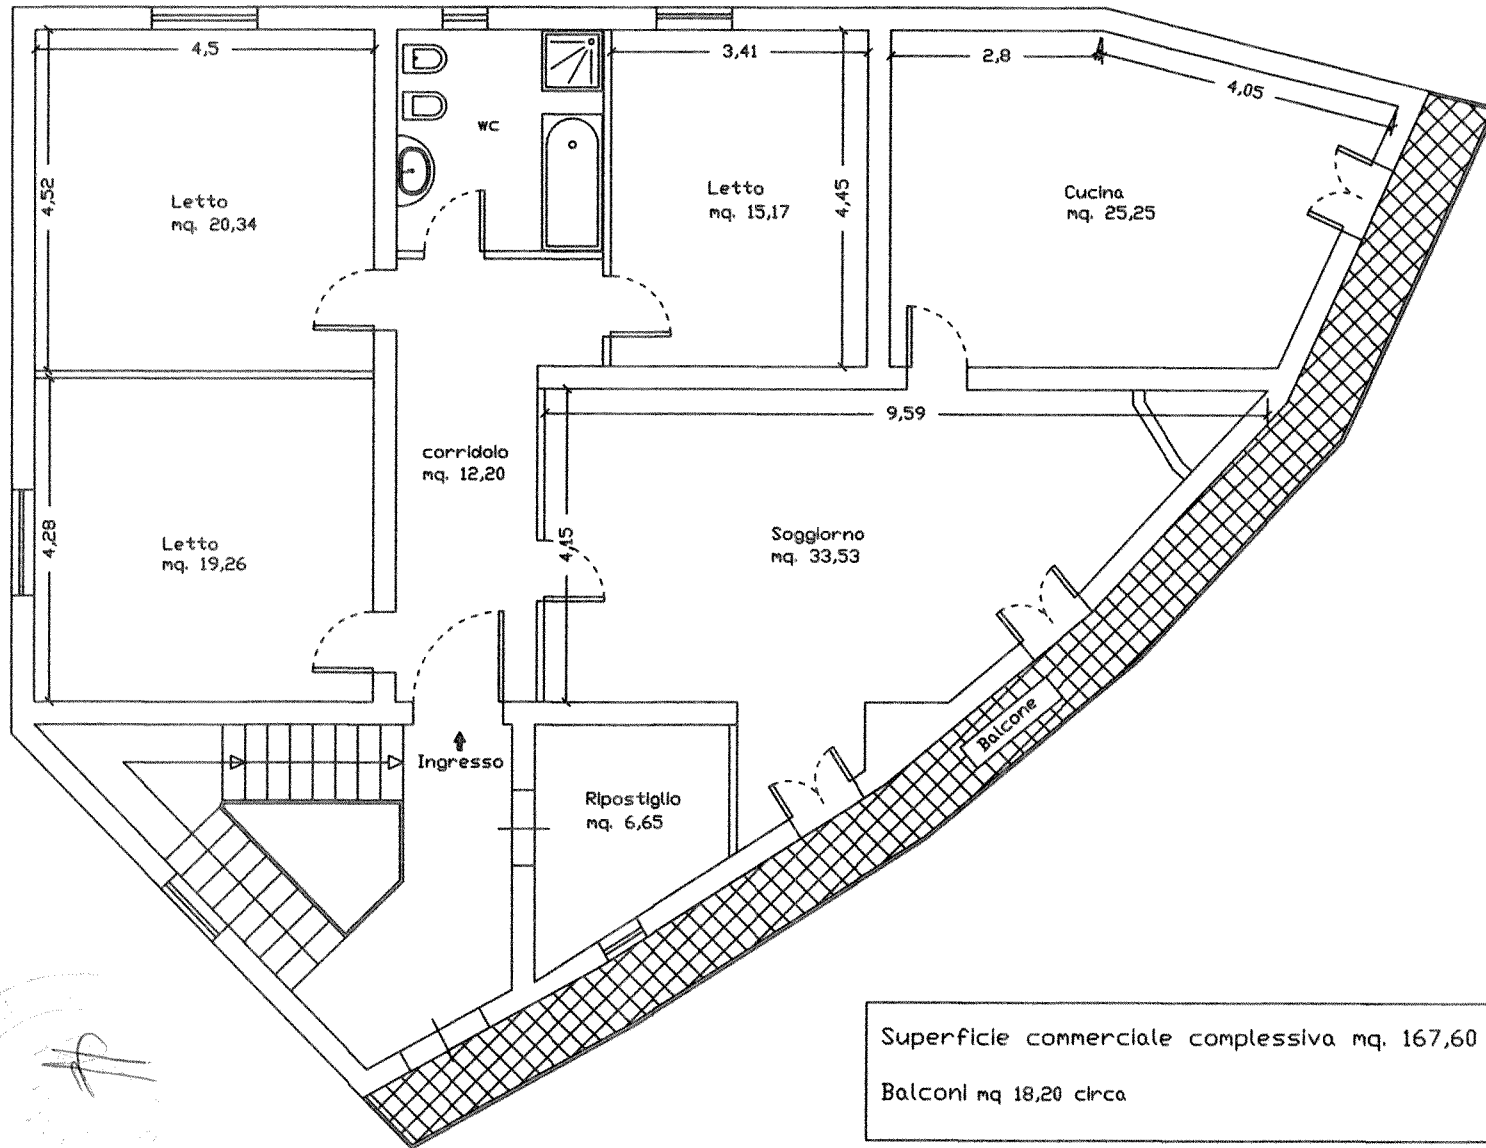 4,5
3,41
2,8
4,05
wc
4,52
Letto
mq. 20,34
Letto
mq. 15,17
4,45
Cucina
mq. 25,25
9,59
corridoio
mq. 12,20
4,28
Letto
mq. 19,26
4,15
Soggiorno
mq. 33,53
Balcone
Ingresso
Ripostiglio
mq. 6,65
Superficie commerciale complessiva mq. 167,60
Balconi mq 18,20 circa